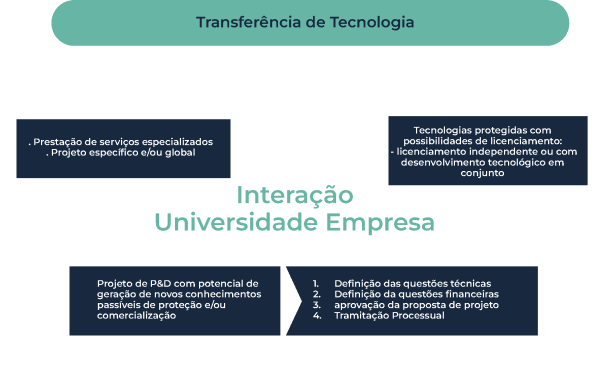 Transferência de Tecnologia
. Prestação de serviços especializados
. Projeto específico e/ou global
Tecnologias protegidas com
possibilidades de licenciamento:
- licenciamento independente ou com
desenvolvimento tecnológico em
conjunto
Interação
Universidade Empresa
Projeto de P&D com potencial de
geração de novos conhecimentos
passíveis de proteção e/ou
comercialização
1. Definição das questões técnicas
2. Definição da questões financeiras
3. aprovação da proposta de projeto
4. Tramitação Processual